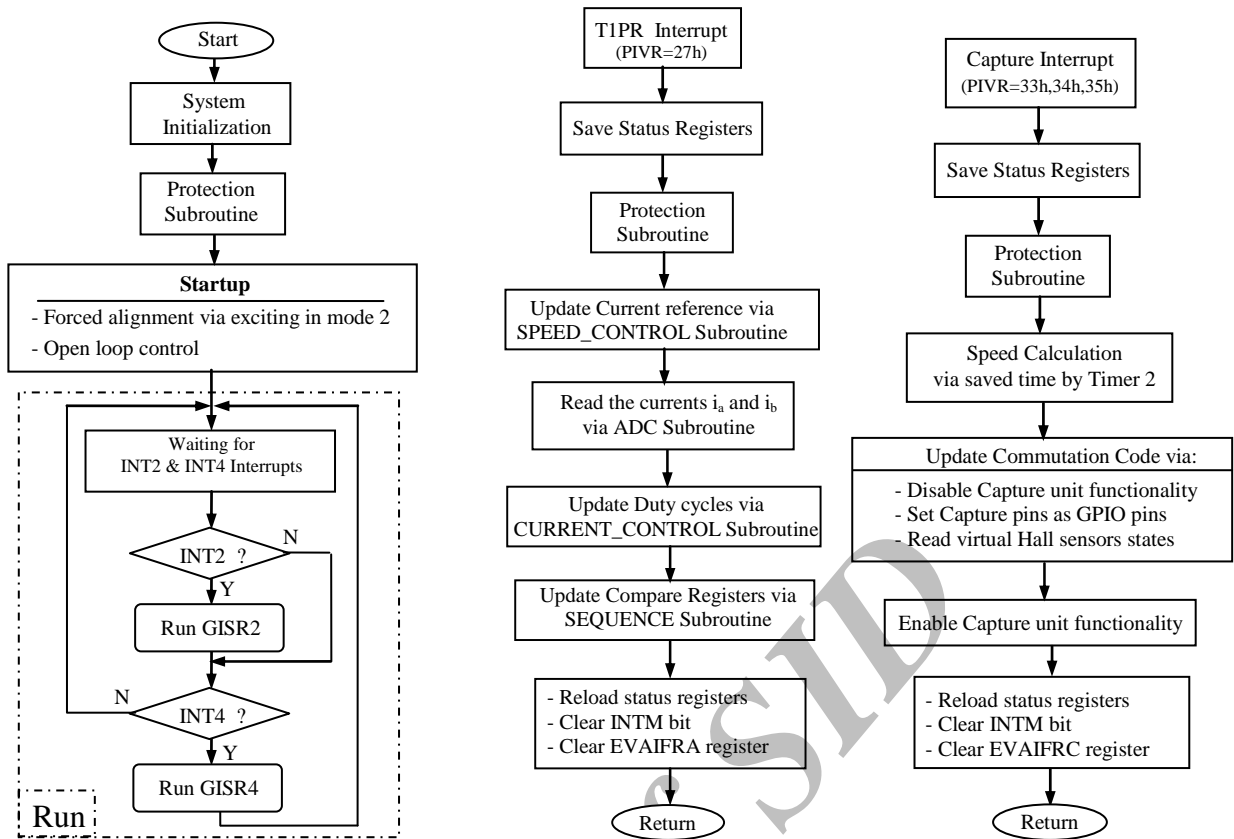 Start
System
Initialization
Protection
Subroutine
Startup
- Forced alignment via exciting in mode 2
- Open loop control
Waiting for
INT2 & INT4 Interrupts
INT2 ?
N
Y
Run GISR2
N
INT4 ?
Y
Run GISR4
Run
T1PR Interrupt
(PIVR=27h)
Save Status Registers
Protection
Subroutine
Update Current reference via
SPEED_CONTROL Subroutine
Read the currents ia and ib
via ADC Subroutine
Update Duty cycles via
CURRENT_CONTROL Subroutine
Update Compare Registers via
SEQUENCE Subroutine
- Reload status registers
- Clear INTM bit
- Clear EVAIFRA register
Return
Capture Interrupt
(PIVR=33h,34h,35h)
Save Status Registers
Protection
Subroutine
Speed Calculation
via saved time by Timer 2
Update Commutation Code via:
- Disable Capture unit functionality
- Set Capture pins as GPIO pins
- Read virtual Hall sensors states
Enable Capture unit functionality
- Reload status registers
- Clear INTM bit
- Clear EVAIFRC register
Return
SID